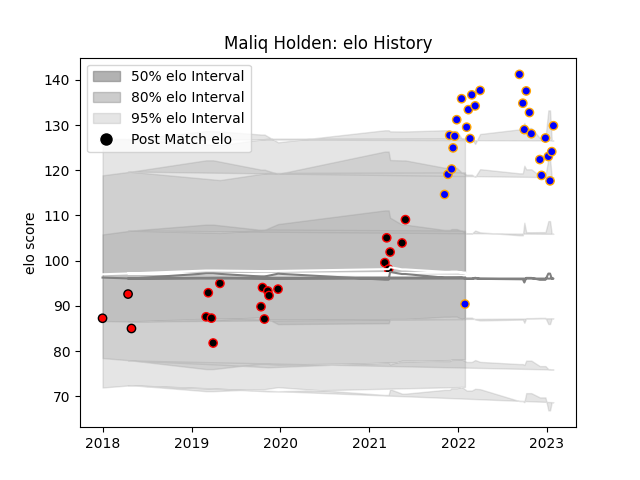 Maliq Holden: elo History
50% elo Interval
80% elo Interval
95% elo Interval
Post Match elo
elo score
140
130
120
110
100
90
80
70
2018 2019 2020 2021 2022 2023